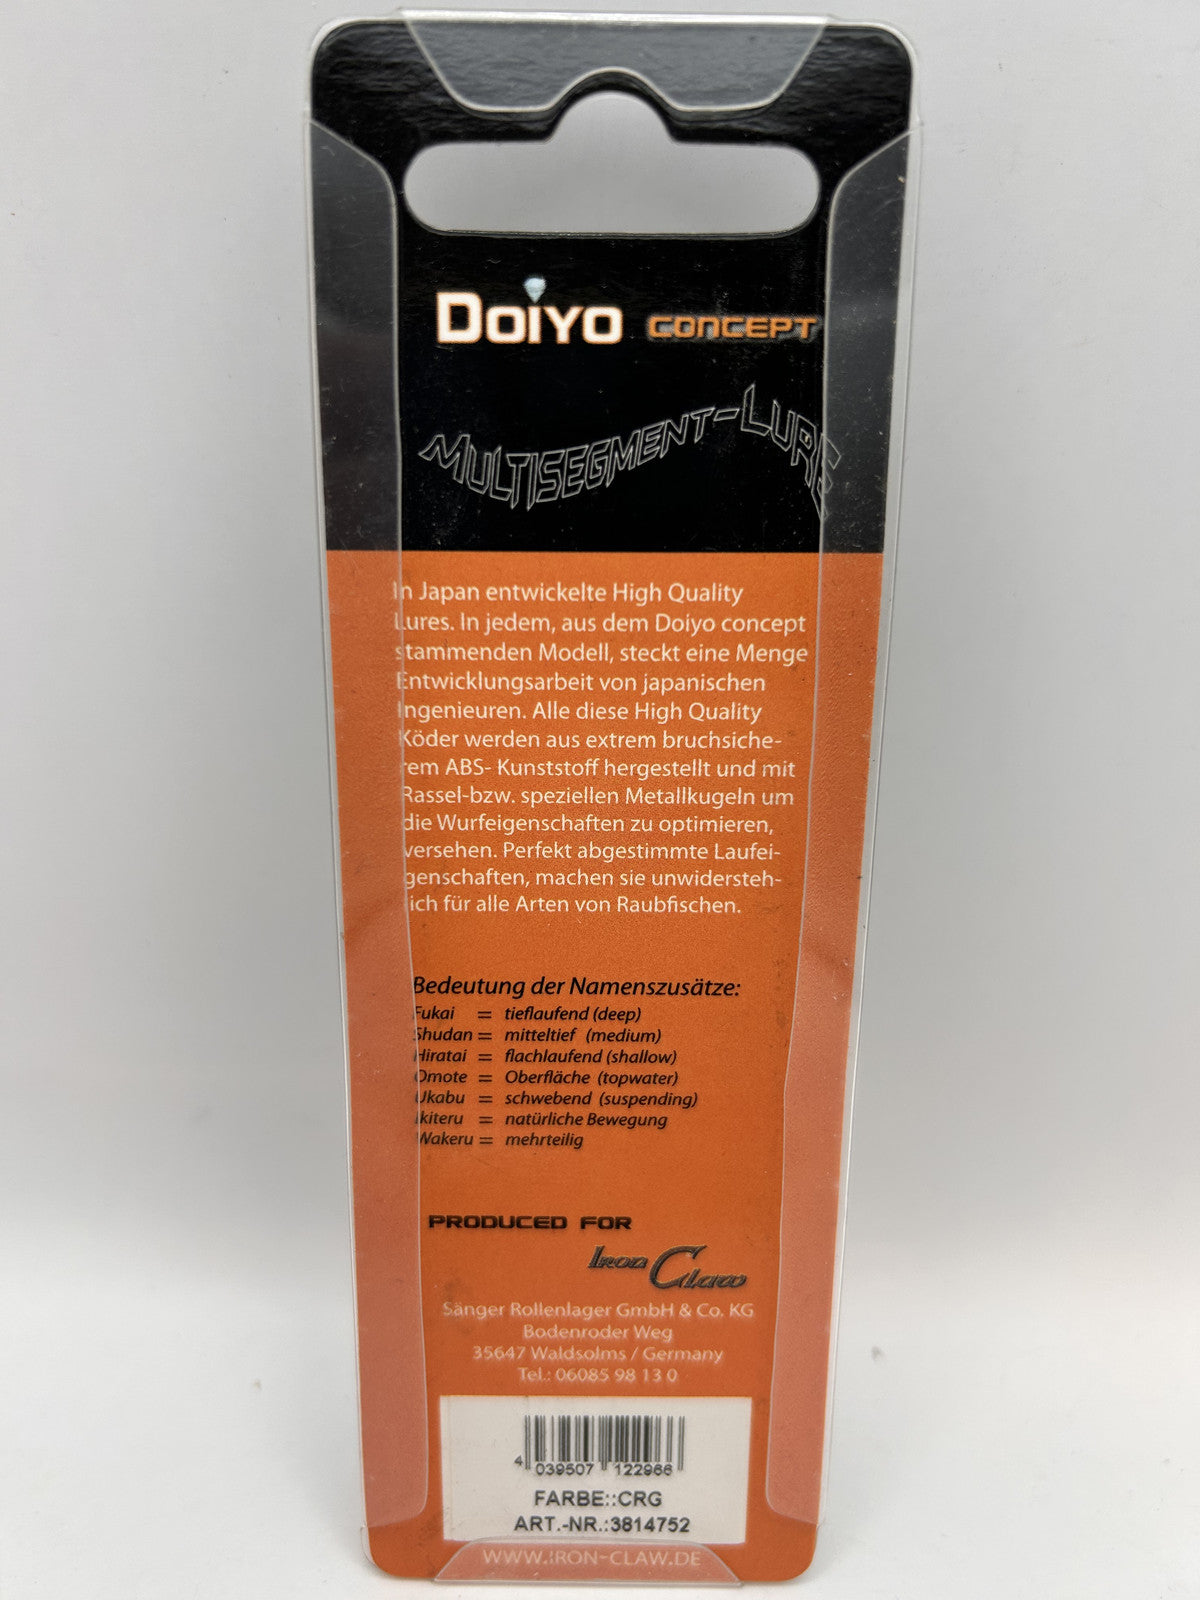 Doiyo concept
Multisegment-Lure
In Japan entwickelte High Quality
Lures. In jedem, aus dem Doiyo concept
stammenden Modell, steckt eine Menge
Entwicklungsarbeit von japanischen
Ingenieuren. Alle diese High Quality
Köder werden aus extrem bruchsiche-
rem ABS- Kunststoff hergestellt und mit
Rassel-bzw. speziellen Metallkugeln um
die Wurfeigenschaften zu optimieren,
versehen. Perfekt abgestimmte Laufei-
genschaften, machen sie unwidersteh-
lich für alle Arten von Raubfischen.
Bedeutung der Namenszusätze:
Fukai = tieflaufend (deep)
Shudan = mitteltief (medium)
Hiratai = flachlaufend (shallow)
Omote = Oberfläche (topwater)
Ukabu = schwebend (suspending)
Ikiteru = natürliche Bewegung
Wakeru = mehrteilig
PRODUCED FOR
Iron Claw
Sänger Rollenlager GmbH & Co. KG
Bodenroder Weg
35647 Waldsolms / Germany
Tel.: 06085 98 13 0
4 039507 122966
FARBE::CRG
ART.-NR.:3814752
WWW.IRON-CLAW.DE